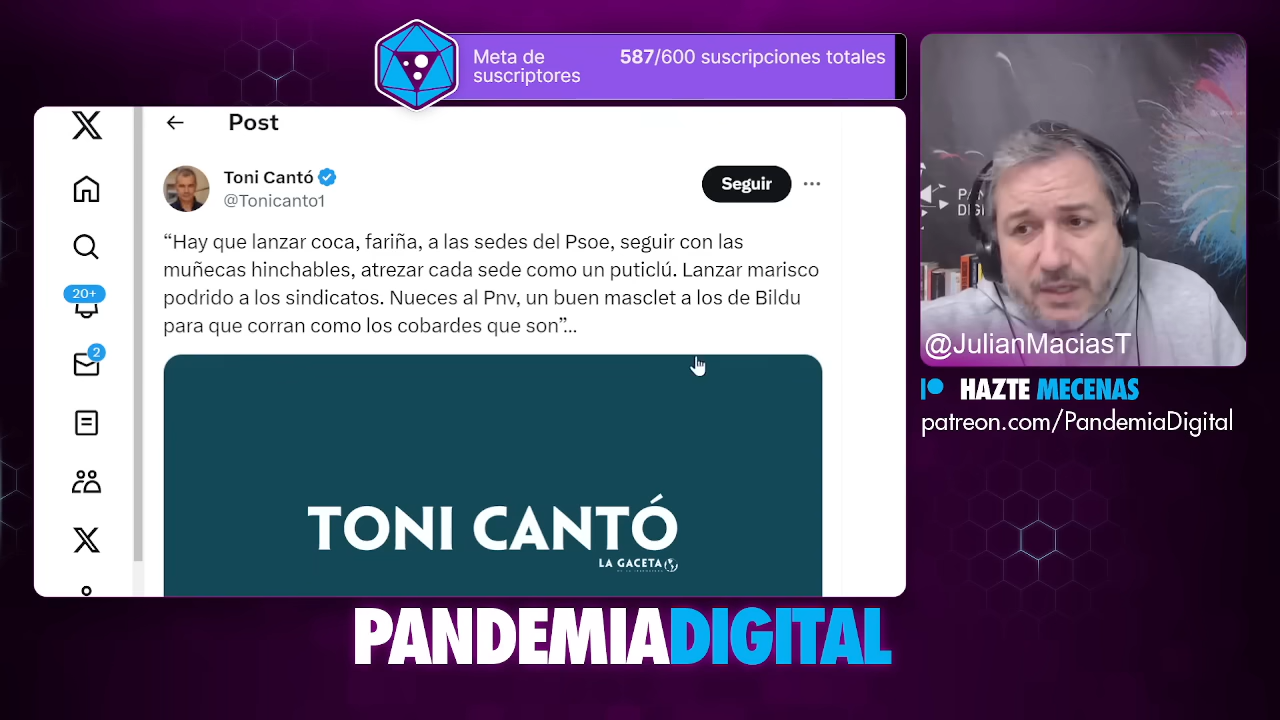 Meta de
suscriptores
587/600 suscripciones totales
Post
Toni Cantó
@Tonicanto1
Seguir
“Hay que lanzar coca, fariña, a las sedes del Psoe, seguir con las
muñecas hinchables, atrezar cada sede como un puticlú. Lanzar marisco
podrido a los sindicatos. Nueces al Pnv, un buen masclet a los de Bildu
para que corran como los cobardes que son”...
20+
2
TONI CANTÓ
LA GACETA
@JulianMaciasT
HAZTE MECENAS
patreon.com/PandemiaDigital
PANDEMIADIGITAL